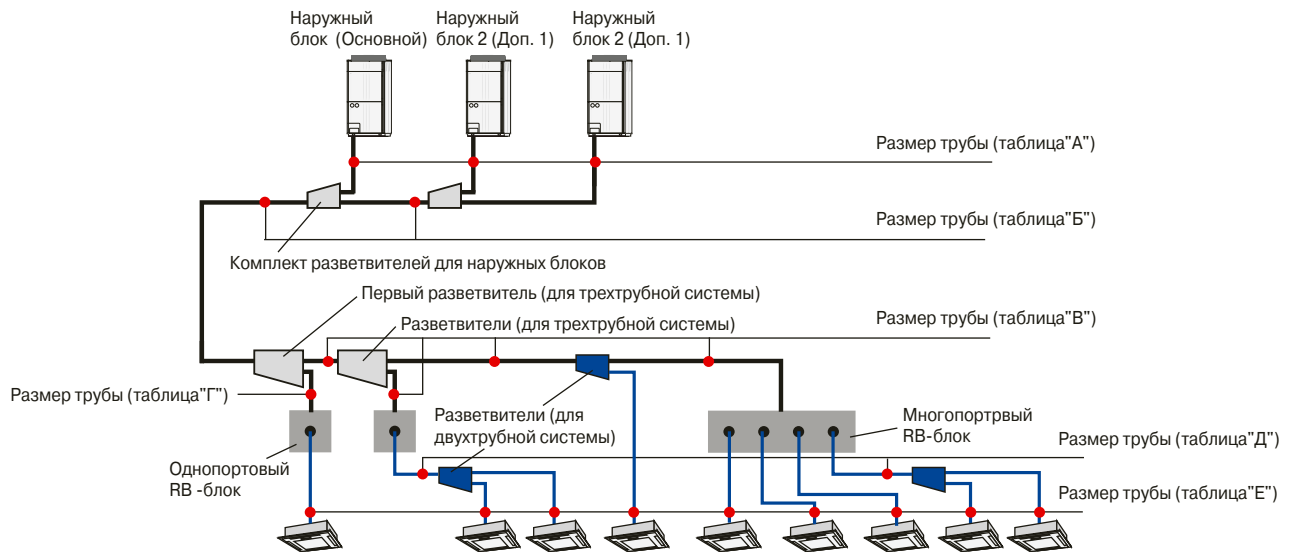 Наружный
блок (Основной)
Наружный
блок 2 (Доп. 1)
Наружный
блок 2 (Доп. 1)
Размер трубы (таблица"А")
Размер трубы (таблица"Б")
Комплект разветвителей для наружных блоков
Первый разветвитель (для трехтрубной системы)
Разветвители (для трехтрубной системы)
Размер трубы (таблица"В")
Размер трубы (таблица"Г")
Разветвители (для
двухтрубной системы)
Многопортрвый
RB-блок
Размер трубы (таблица"Д")
Однопортовый
RB -блок
Размер трубы (таблица"Е")